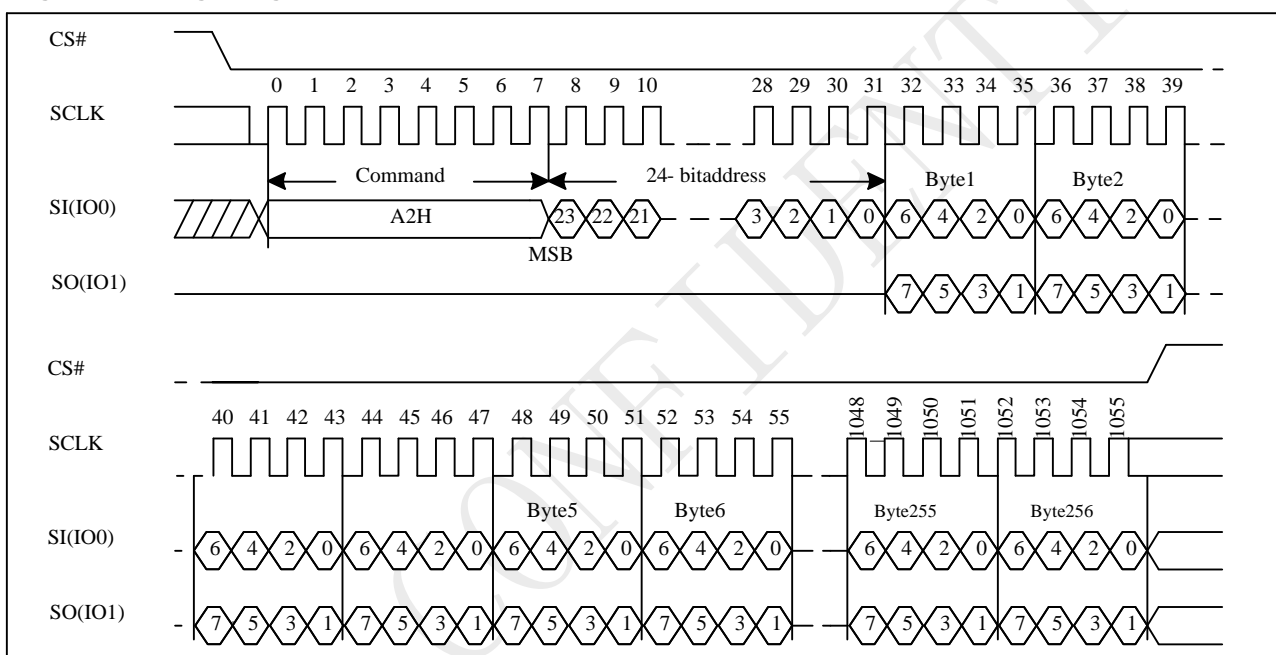 CS#
0 1 2 3 4 5 6 7 8 9 10 28 29 30 31 32 33 34 35 36 37 38 39
SCLK
Command 24- bitaddress Byte1 Byte2
SI(IO0) A2H 23 22 21 3 2 1 0 6 4 2 0 6 4 2 0
MSB
SO(IO1) 7 5 3 1 7 5 3 1
CS#
40 41 42 43 44 45 46 47 48 49 50 51 52 53 54 55 1048 1049 1050 1051 1052 1053 1054 1055
SCLK
Byte5 Byte6 Byte255 Byte256
SI(IO0) 6 4 2 0 6 4 2 0 6 4 2 0 6 4 2 0 6 4 2 0 6 4 2 0
SO(IO1) 7 5 3 1 7 5 3 1 7 5 3 1 7 5 3 1 7 5 3 1 7 5 3 1
CONFIDENT